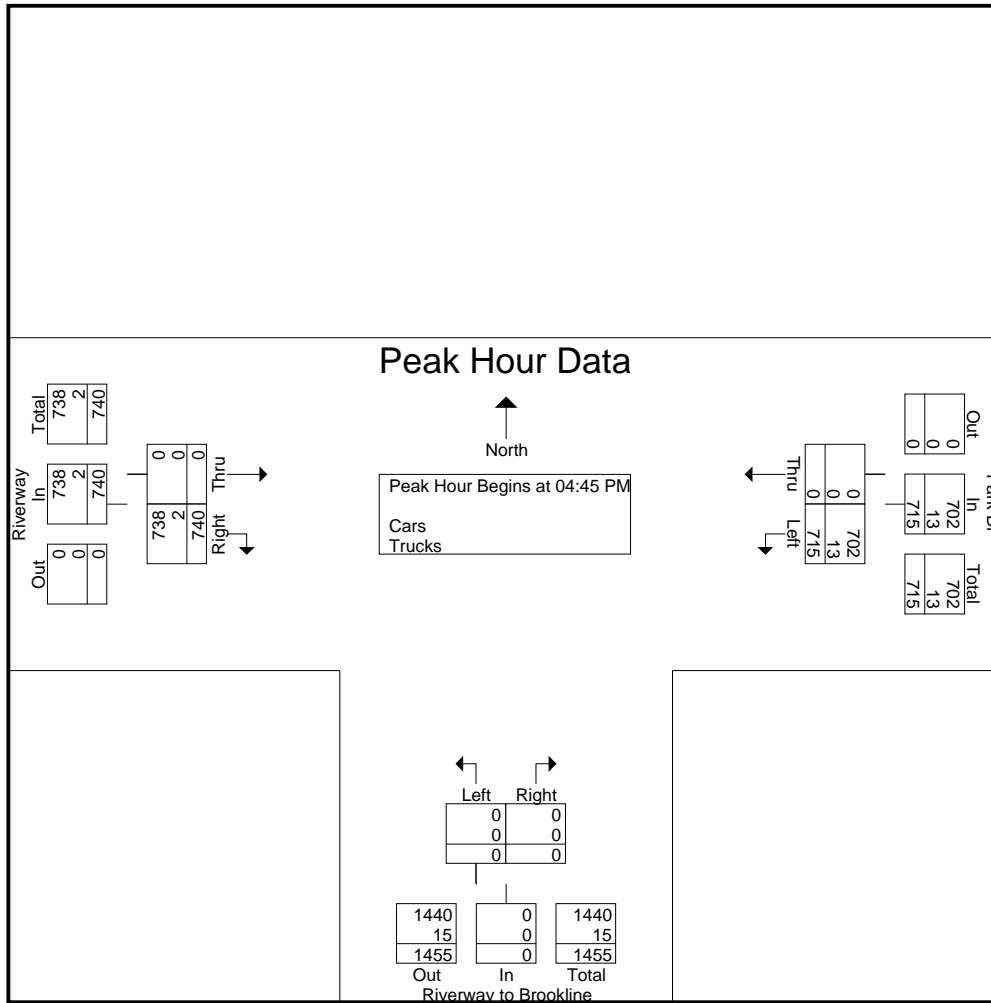 Peak Hour Data
North
Peak Hour Begins at 04:45 PM
Cars
Trucks
Riverway
Out
In
Total
0
0
0
738
2
740
738
2
740
Right
Thru
738
2
740
0
0
0
Out
In
Total
0
0
0
702
13
715
702
13
715
Thru
Left
0
0
0
702
13
715
Left
Right
0
0
0
0
0
0
1440
15
1455
0
0
0
1440
15
1455
Out
In
Total
Riverway to Brookline